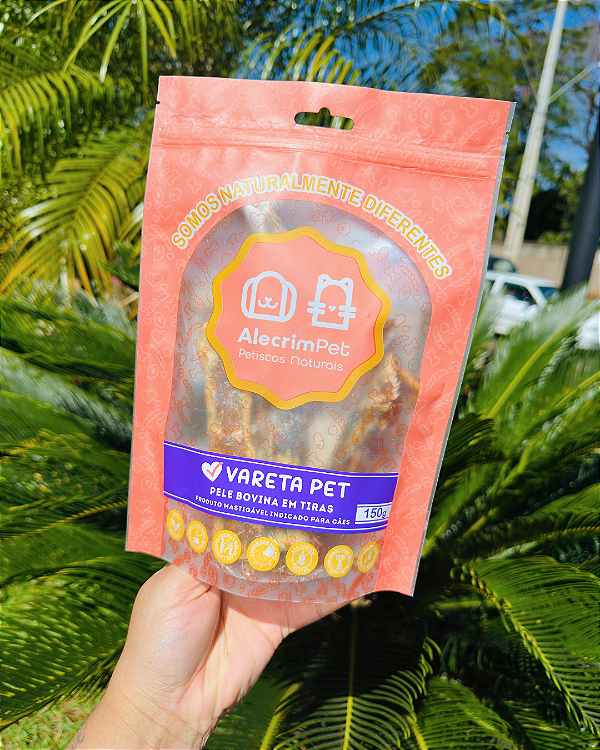 SOMOS NATURALMENTE DIFERENTES
AlecrimPet
Petiscos Naturais
VARETA PET
PELE BOVINA EM TIRAS
PRODUTO MASTIGÁVEL INDICADO PARA CÃES
150g